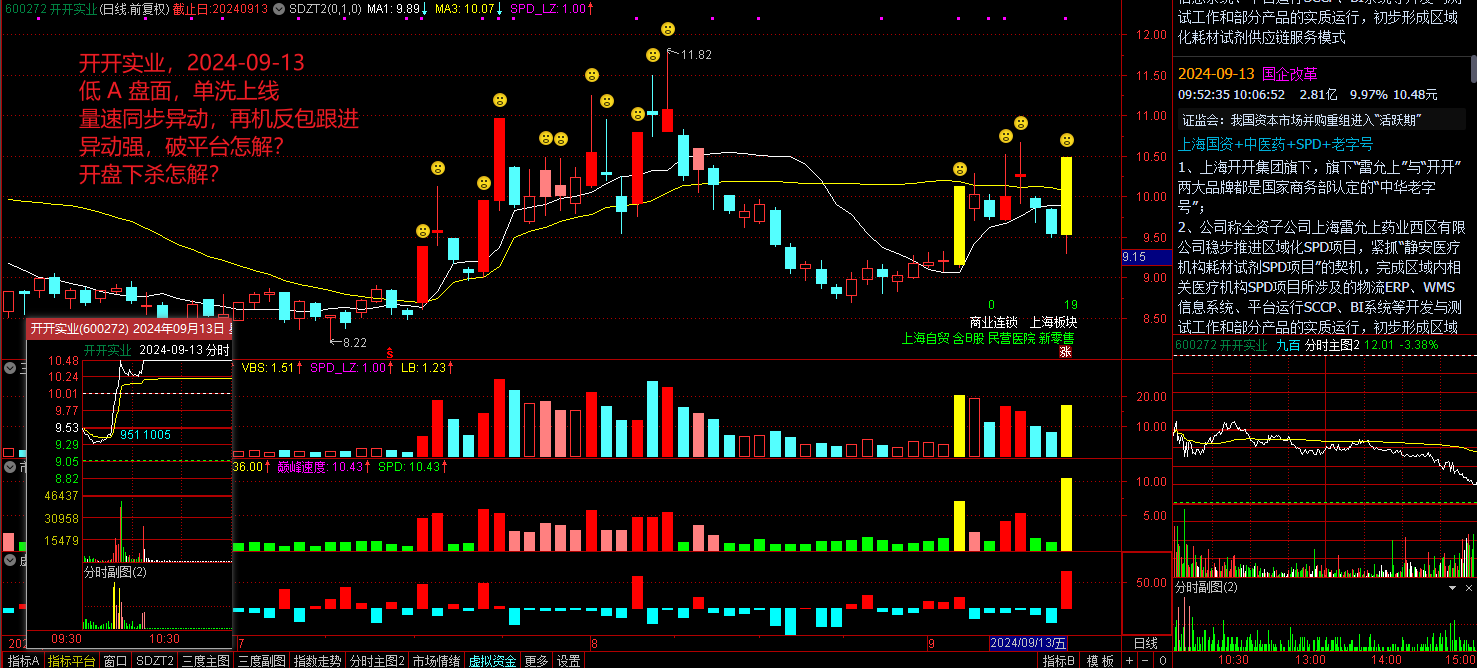 600272 开开实业(日线.前复权) 截止日:20240913 SDZT2(0,1,0) MA1: 9.89↓ MA3: 10.07↓ SPD_LZ: 1.00↑
开开实业，2024-09-13
低 A 盘面，单洗上线
量速同步异动，再机反包跟进
异动强，破平台怎解？
开盘下杀怎解？
11.82
8.22
12.00
11.50
11.00
10.50
10.00
9.50
9.15
9.00
8.50
0
19
商业连锁 上海板块
上海自贸 含B股 民营医院 新零售
涨
开开实业(600272) 2024年09月13日
开开实业 2024-09-13 分时
10.48
10.24
10.01
9.77
9.53
9.29
9.05
8.82
46437
30958
15479
951 1005
分时副图(2)
09:30
10:30
VBS: 1.51↑ SPD_LZ: 1.00↑ LB: 1.23↑
20.00
10.00
36.00↑ 巅峰速度: 10.43↑ SPD: 10.43↑
10.00
5.00
50.00
7
8
9
2024/09/13/五
日线
指标A 指标平台 窗口 SDZT2 三度主图 三度副图 指数走势 分时主图2 市场情绪 虚拟资金 更多 设置
指标B 模板 + − 0
试工作和部分产品的实质运行，初步形成区域
化耗材试剂供应链服务模式
2024-09-13 国企改革
09:52:35 10:06:52 2.81亿 9.97% 10.48元
证监会：我国资本市场并购重组进入“活跃期”
上海国资+中医药+SPD+老字号
1、上海开开集团旗下，旗下“雷允上”与“开开”
两大品牌都是国家商务部认定的“中华老字
号”；
2、公司称全资子公司上海雷允上药业西区有限
公司稳步推进区域化SPD项目，紧抓“静安医疗
机构耗材试剂SPD项目”的契机，完成区域内相
关医疗机构SPD项目所涉及的物流ERP、WMS
信息系统、平台运行SCCP、BI系统等开发与测
试工作和部分产品的实质运行，初步形成区域
600272 开开实业 九百 分时主图2 12.01 -3.38%
分时副图(2)
10:30
13:00
14:00
15:00